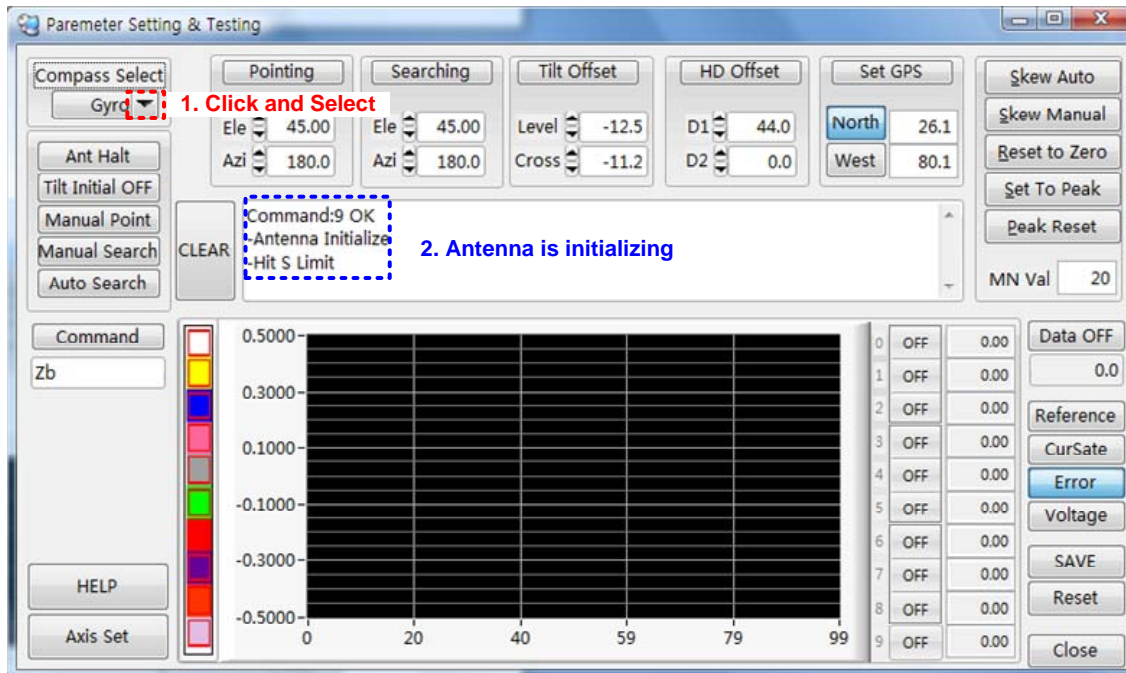 Paremeter Setting & Testing
Compass Select
Gyro
1. Click and Select
Ant Halt
Tilt Initial OFF
Manual Point
Manual Search
Auto Search
Pointing
Ele 45.00
Azi 180.0
Searching
Ele 45.00
Azi 180.0
Tilt Offset
Level -12.5
Cross -11.2
HD Offset
D1 44.0
D2 0.0
Set GPS
North 26.1
West 80.1
Skew Auto
Skew Manual
Reset to Zero
Set To Peak
Peak Reset
MN Val 20
CLEAR
Command:9 OK
-Antenna Initialize
-Hit S Limit
2. Antenna is initializing
Command
Zb
HELP
Axis Set
0.5000
0.3000
0.1000
-0.1000
-0.3000
-0.5000
0 20 40 59 79 99
0 OFF 0.00
1 OFF 0.00
2 OFF 0.00
3 OFF 0.00
4 OFF 0.00
5 OFF 0.00
6 OFF 0.00
7 OFF 0.00
8 OFF 0.00
9 OFF 0.00
Data OFF
0.0
Reference
CurSate
Error
Voltage
SAVE
Reset
Close